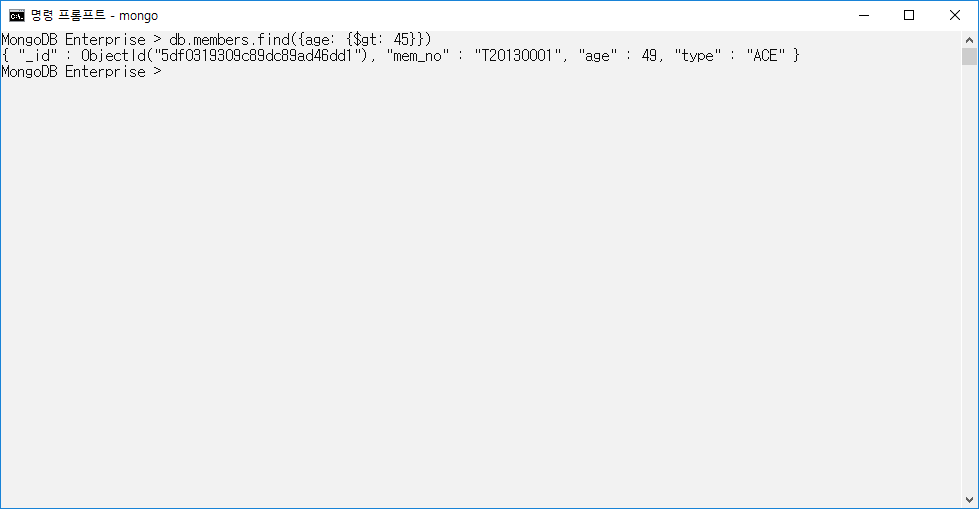 명령 프롬프트 - mongo
MongoDB Enterprise > db.members.find({age: {$gt: 45}})
{ "_id" : ObjectId("5df0319309c89dc89ad46dd1"), "mem_no" : "T20130001", "age" : 49, "type" : "ACE" }
MongoDB Enterprise >